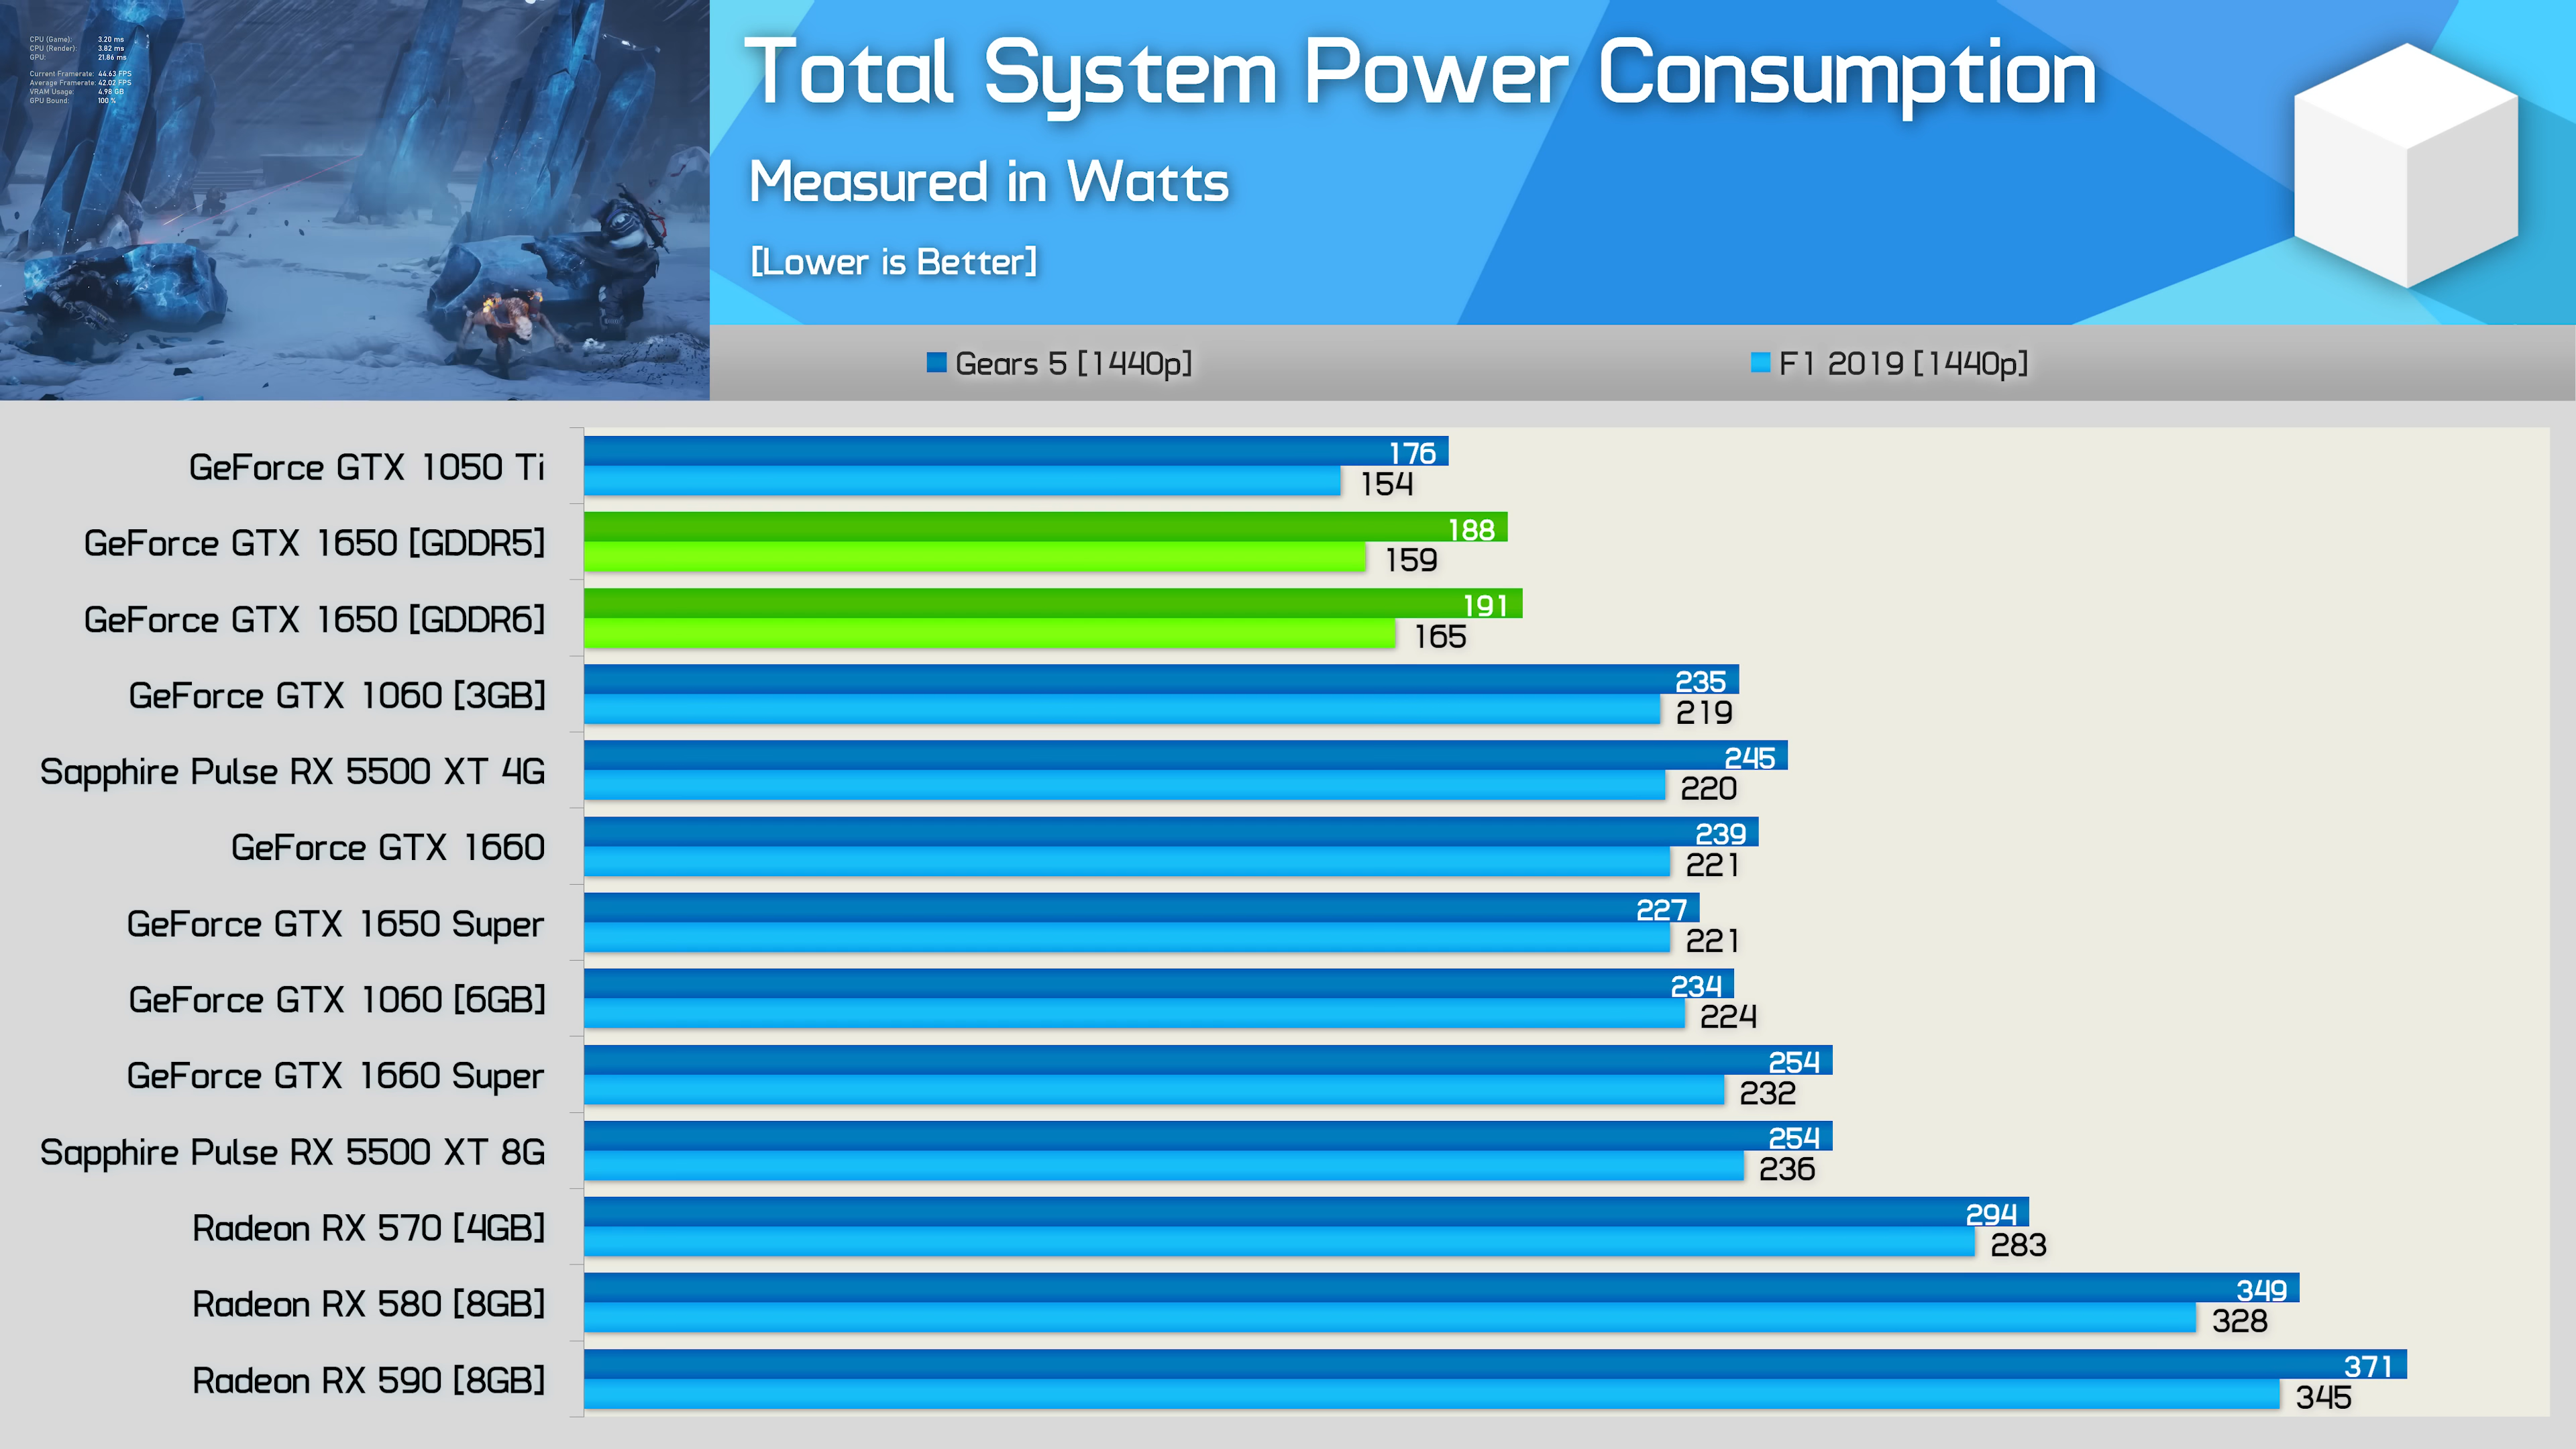 CPU (Game): 3.20 ms
CPU (Render): 3.82 ms
GPU: 21.86 ms
Current Framerate: 44.63 FPS
Average Framerate: 42.02 FPS
VRAM Usage: 4.98 GB
GPU Bound: 100 %
Total System Power Consumption
Measured in Watts
[Lower is Better]
Gears 5 [1440p] F1 2019 [1440p]
GeForce GTX 1050 Ti 176
154
GeForce GTX 1650 [GDDR5] 188
159
GeForce GTX 1650 [GDDR6] 191
165
GeForce GTX 1060 [3GB] 235
219
Sapphire Pulse RX 5500 XT 4G 245
220
GeForce GTX 1660 239
221
GeForce GTX 1650 Super 227
221
GeForce GTX 1060 [6GB] 234
224
GeForce GTX 1660 Super 254
232
Sapphire Pulse RX 5500 XT 8G 254
236
Radeon RX 570 [4GB] 294
283
Radeon RX 580 [8GB] 349
328
Radeon RX 590 [8GB] 371
345